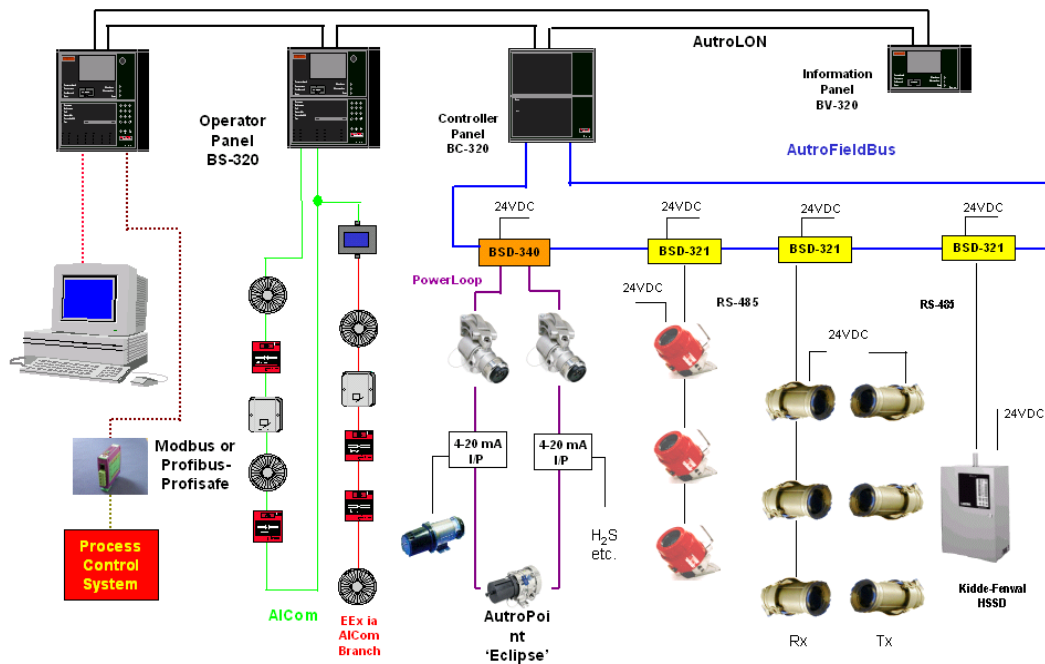 AutroLON
Information
Panel
BV-320
Operator
Panel
BS-320
Controller
Panel
BC-320
AutroFieldBus
24VDC
24VDC
24VDC
24VDC
BSD-340
BSD-321
BSD-321
BSD-321
PowerLoop
24VDC
RS-485
RS-485
24VDC
24VDC
4-20 mA
I/P
4-20 mA
I/P
Modbus or
Profibus-
Profisafe
H2S
etc.
Process
Control
System
AlCom
EEx ia
AlCom
Branch
AutroPoi
nt
‘Eclipse’
Rx
Tx
Kidde-Fenwal
HSSD